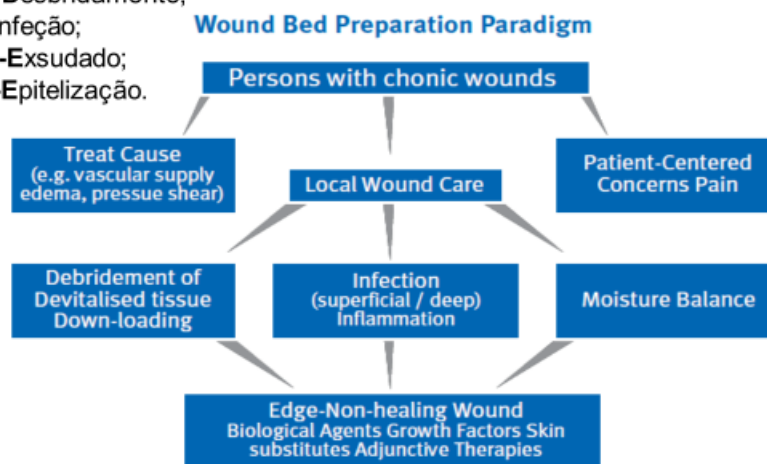 Desbridamento;
nfeção;
-Exsudado;
Epitelização.
Wound Bed Preparation Paradigm
Persons with chonic wounds
Treat Cause
(e.g. vascular supply
edema, pressue shear)
Local Wound Care
Patient-Centered
Concerns Pain
Debridement of
Devitalised tissue
Down-loading
Infection
(superficial / deep)
Inflammation
Moisture Balance
Edge-Non-healing Wound
Biological Agents Growth Factors Skin
substitutes Adjunctive Therapies